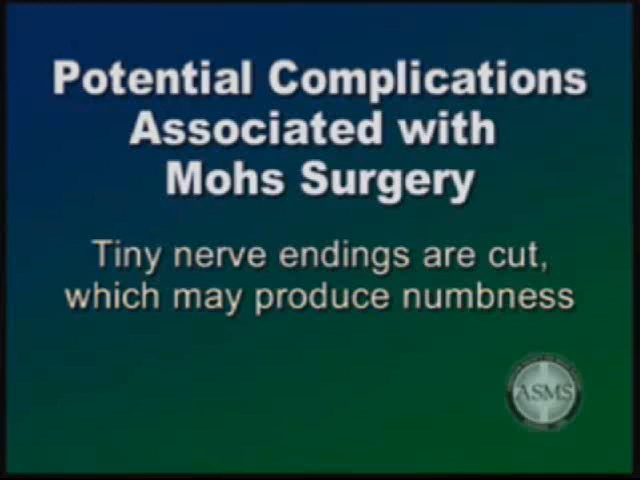 Potential Complications
Associated with
Mohs Surgery
Tiny nerve endings are cut,
which may produce numbness
ASMS